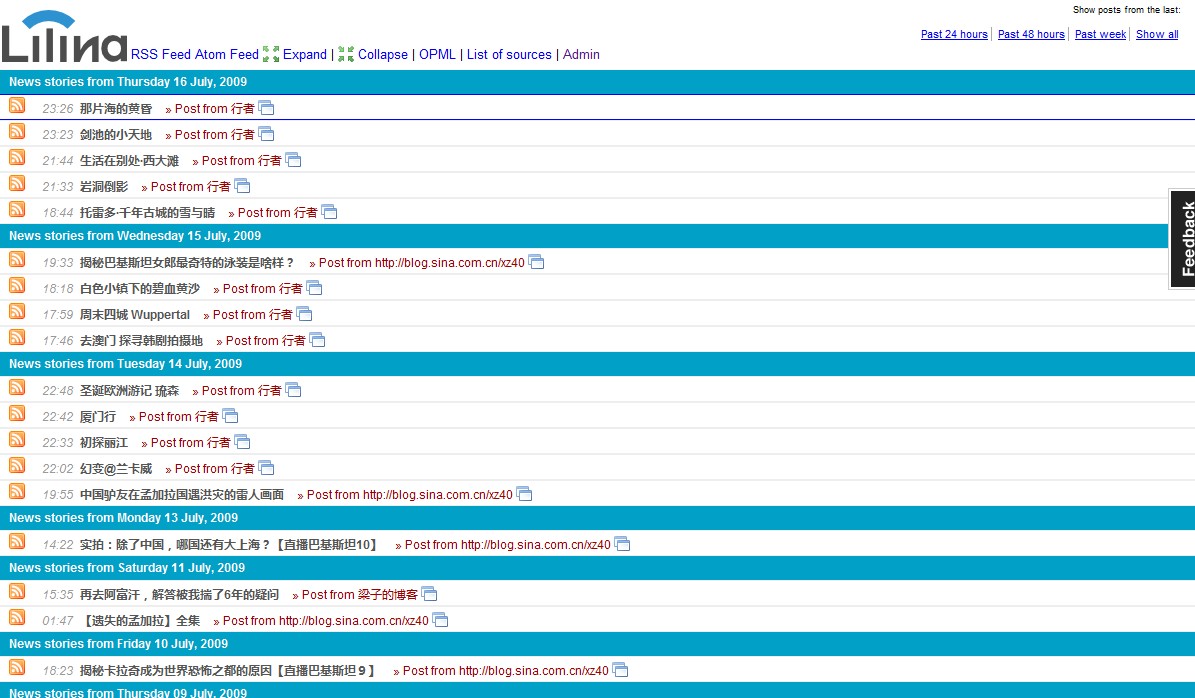 Show posts from the last:
Lilina RSS Feed Atom Feed Expand | Collapse | OPML | List of sources | Admin
Past 24 hours Past 48 hours Past week Show all
News stories from Thursday 16 July, 2009
23:26 那片海的黄昏 » Post from 行者
23:23 剑池的小天地 » Post from 行者
21:44 生活在别处·西大滩 » Post from 行者
21:33 岩洞倒影 » Post from 行者
18:44 托雷多·千年古城的雪与晴 » Post from 行者
Feedback
News stories from Wednesday 15 July, 2009
19:33 揭秘巴基斯坦女郎最奇特的泳装是啥样？ » Post from http://blog.sina.com.cn/xz40
18:18 白色小镇下的碧血黄沙 » Post from 行者
17:59 周末四城 Wuppertal » Post from 行者
17:46 去澳门 探寻韩剧拍摄地 » Post from 行者
News stories from Tuesday 14 July, 2009
22:48 圣诞欧洲游记 琉森 » Post from 行者
22:42 厦门行 » Post from 行者
22:33 初探丽江 » Post from 行者
22:02 幻变@兰卡威 » Post from 行者
19:55 中国驴友在孟加拉国遇洪灾的雷人画面 » Post from http://blog.sina.com.cn/xz40
News stories from Monday 13 July, 2009
14:22 实拍：除了中国，哪国还有大上海？【直播巴基斯坦10】 » Post from http://blog.sina.com.cn/xz40
News stories from Saturday 11 July, 2009
15:35 再去阿富汗，解答被我揣了6年的疑问 » Post from 梁子的博客
01:47 【遗失的孟加拉】全集 » Post from http://blog.sina.com.cn/xz40
News stories from Friday 10 July, 2009
18:23 揭秘卡拉奇成为世界恐怖之都的原因【直播巴基斯坦９】 » Post from http://blog.sina.com.cn/xz40
News stories from Thursday 09 July, 2009